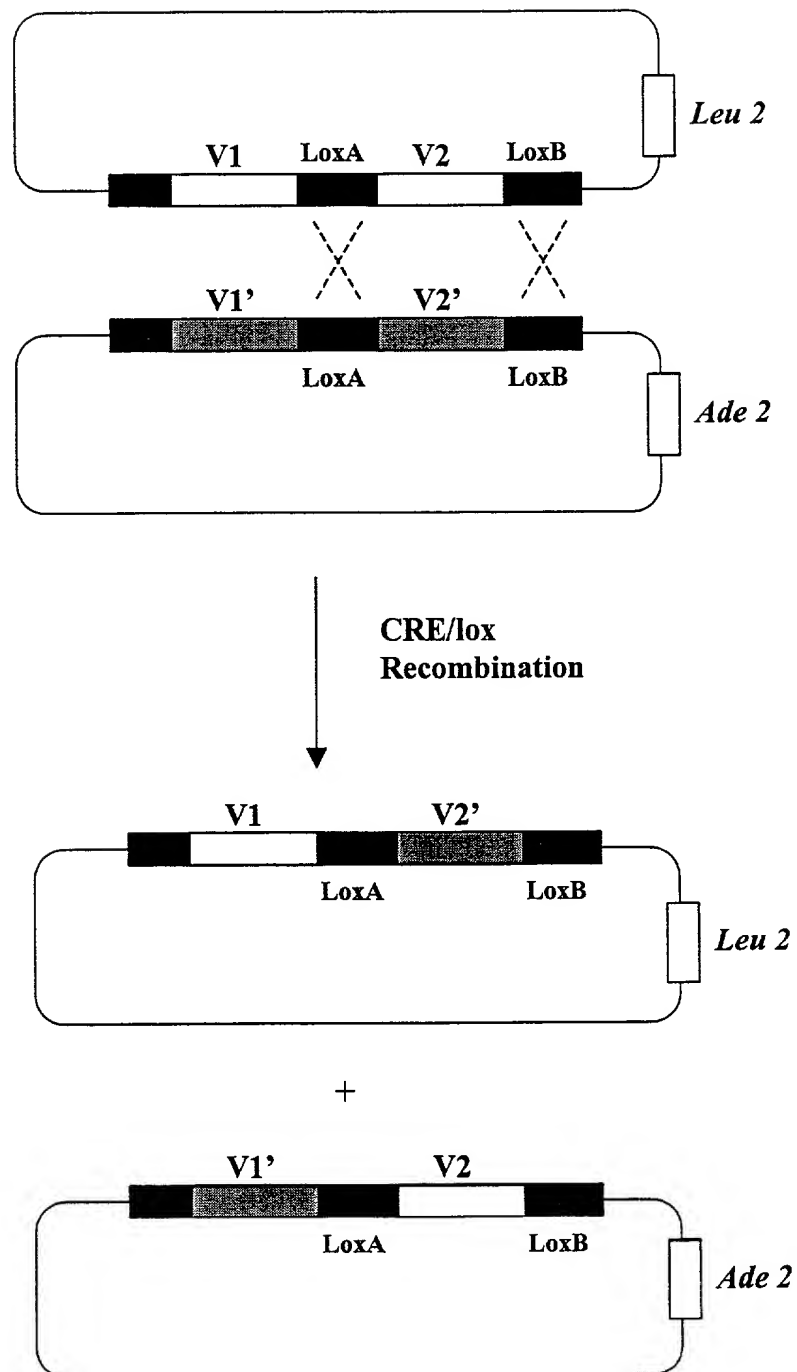 Leu 2
V1 LoxA V2 LoxB
V1’ V2’
LoxA LoxB
Ade 2
CRE/lox
Recombination
V1 V2’
LoxA LoxB
Leu 2
+
V1’ V2
LoxA LoxB
Ade 2